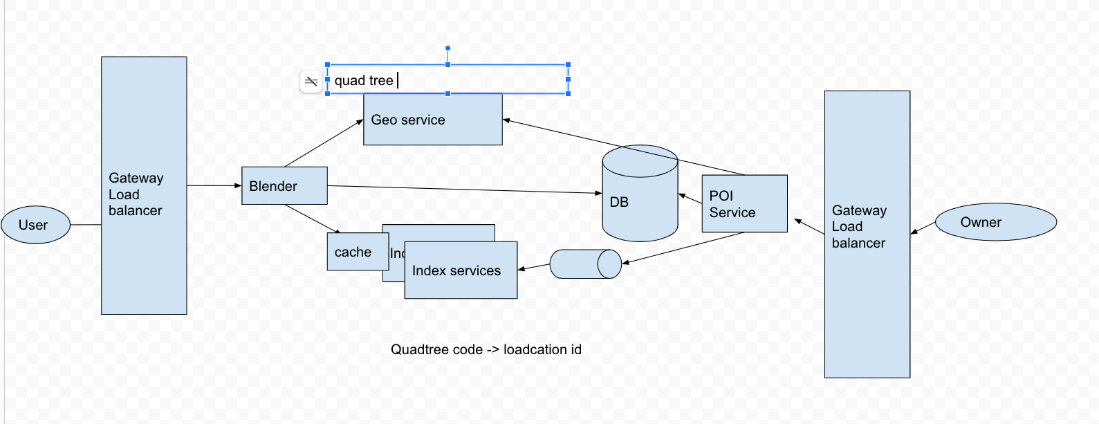 quad tree
Geo service
Gateway
Load
balancer
Blender
User
DB
POI
Service
Gateway
Load
balancer
Owner
cache
Inc
Index services
Quadtree code -> loadcation id